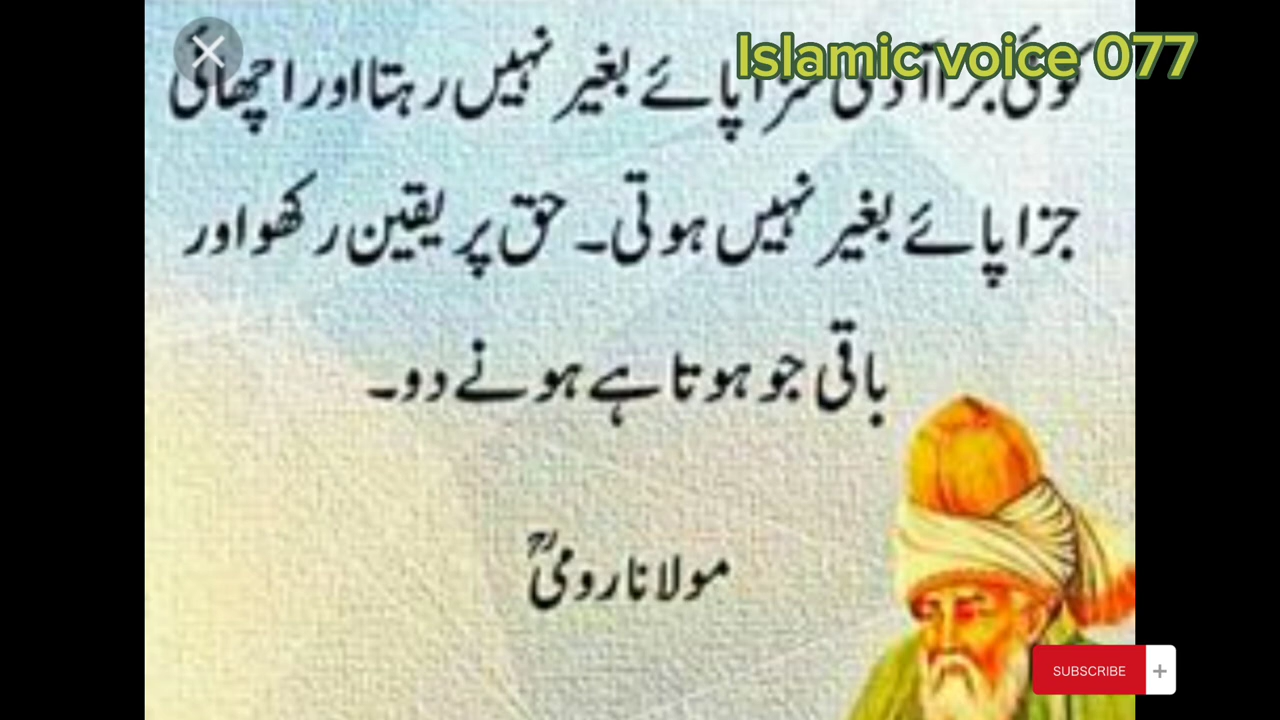 Islamic voice 077
کوئی برا آدمی سزا پائے بغیر نہیں رہتا اور اچھائی
جزا پائے بغیر نہیں ہوتی۔ حق پر یقین رکھو اور
باقی جو ہوتا ہے ہونے دو۔
مولانا رومیؒ
SUBSCRIBE